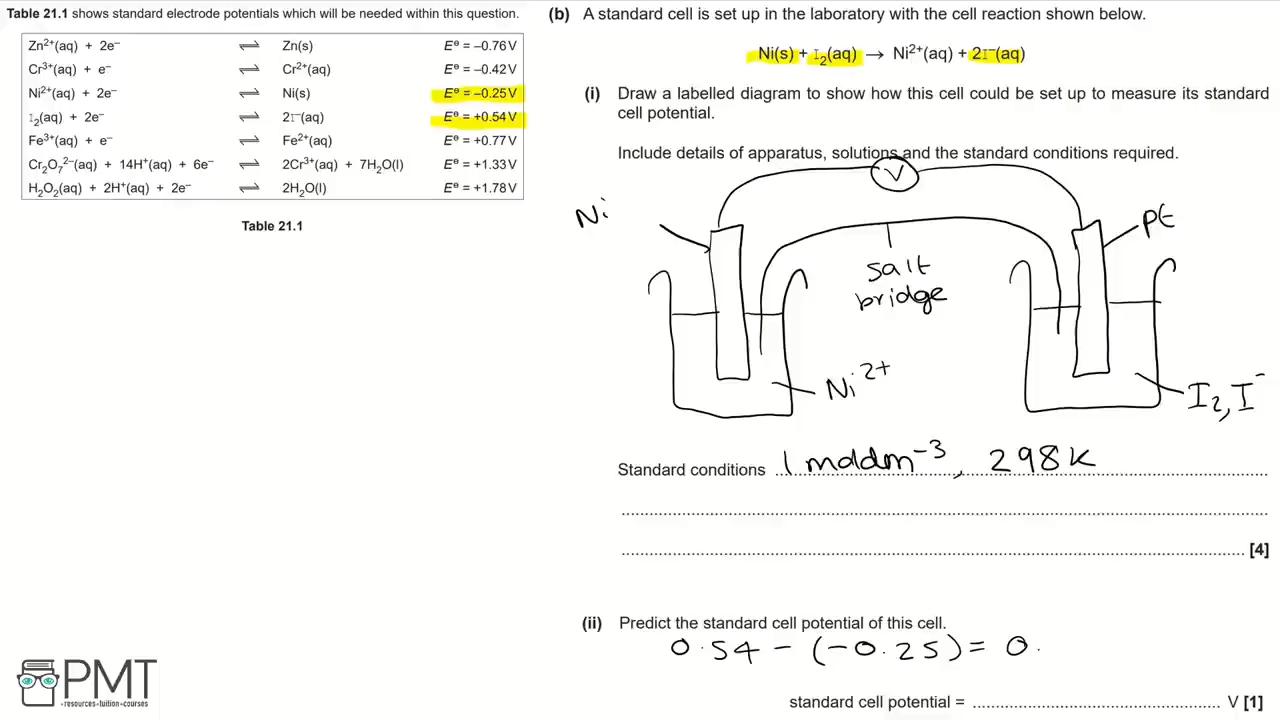 Table 21.1 shows standard electrode potentials which will be needed within this question.
Zn²⁺(aq) + 2e⁻ ⇌ Zn(s) E⦵ = –0.76 V
Cr³⁺(aq) + e⁻ ⇌ Cr²⁺(aq) E⦵ = –0.42 V
Ni²⁺(aq) + 2e⁻ ⇌ Ni(s) E⦵ = –0.25 V
I₂(aq) + 2e⁻ ⇌ 2I⁻(aq) E⦵ = +0.54 V
Fe³⁺(aq) + e⁻ ⇌ Fe²⁺(aq) E⦵ = +0.77 V
Cr₂O₇²⁻(aq) + 14H⁺(aq) + 6e⁻ ⇌ 2Cr³⁺(aq) + 7H₂O(l) E⦵ = +1.33 V
H₂O₂(aq) + 2H⁺(aq) + 2e⁻ ⇌ 2H₂O(l) E⦵ = +1.78 V
Table 21.1
(b) A standard cell is set up in the laboratory with the cell reaction shown below.
Ni(s) + I₂(aq) → Ni²⁺(aq) + 2I⁻(aq)
(i) Draw a labelled diagram to show how this cell could be set up to measure its standard
cell potential.
Include details of apparatus, solutions and the standard conditions required.
V
Ni
Pt
salt
bridge
Ni²⁺
I₂, I⁻
Standard conditions 1 moldm⁻³, 298K
[4]
(ii) Predict the standard cell potential of this cell.
0.54 - (-0.25) = 0.
standard cell potential = ........................................ V [1]
PMT
resources•tuition•courses